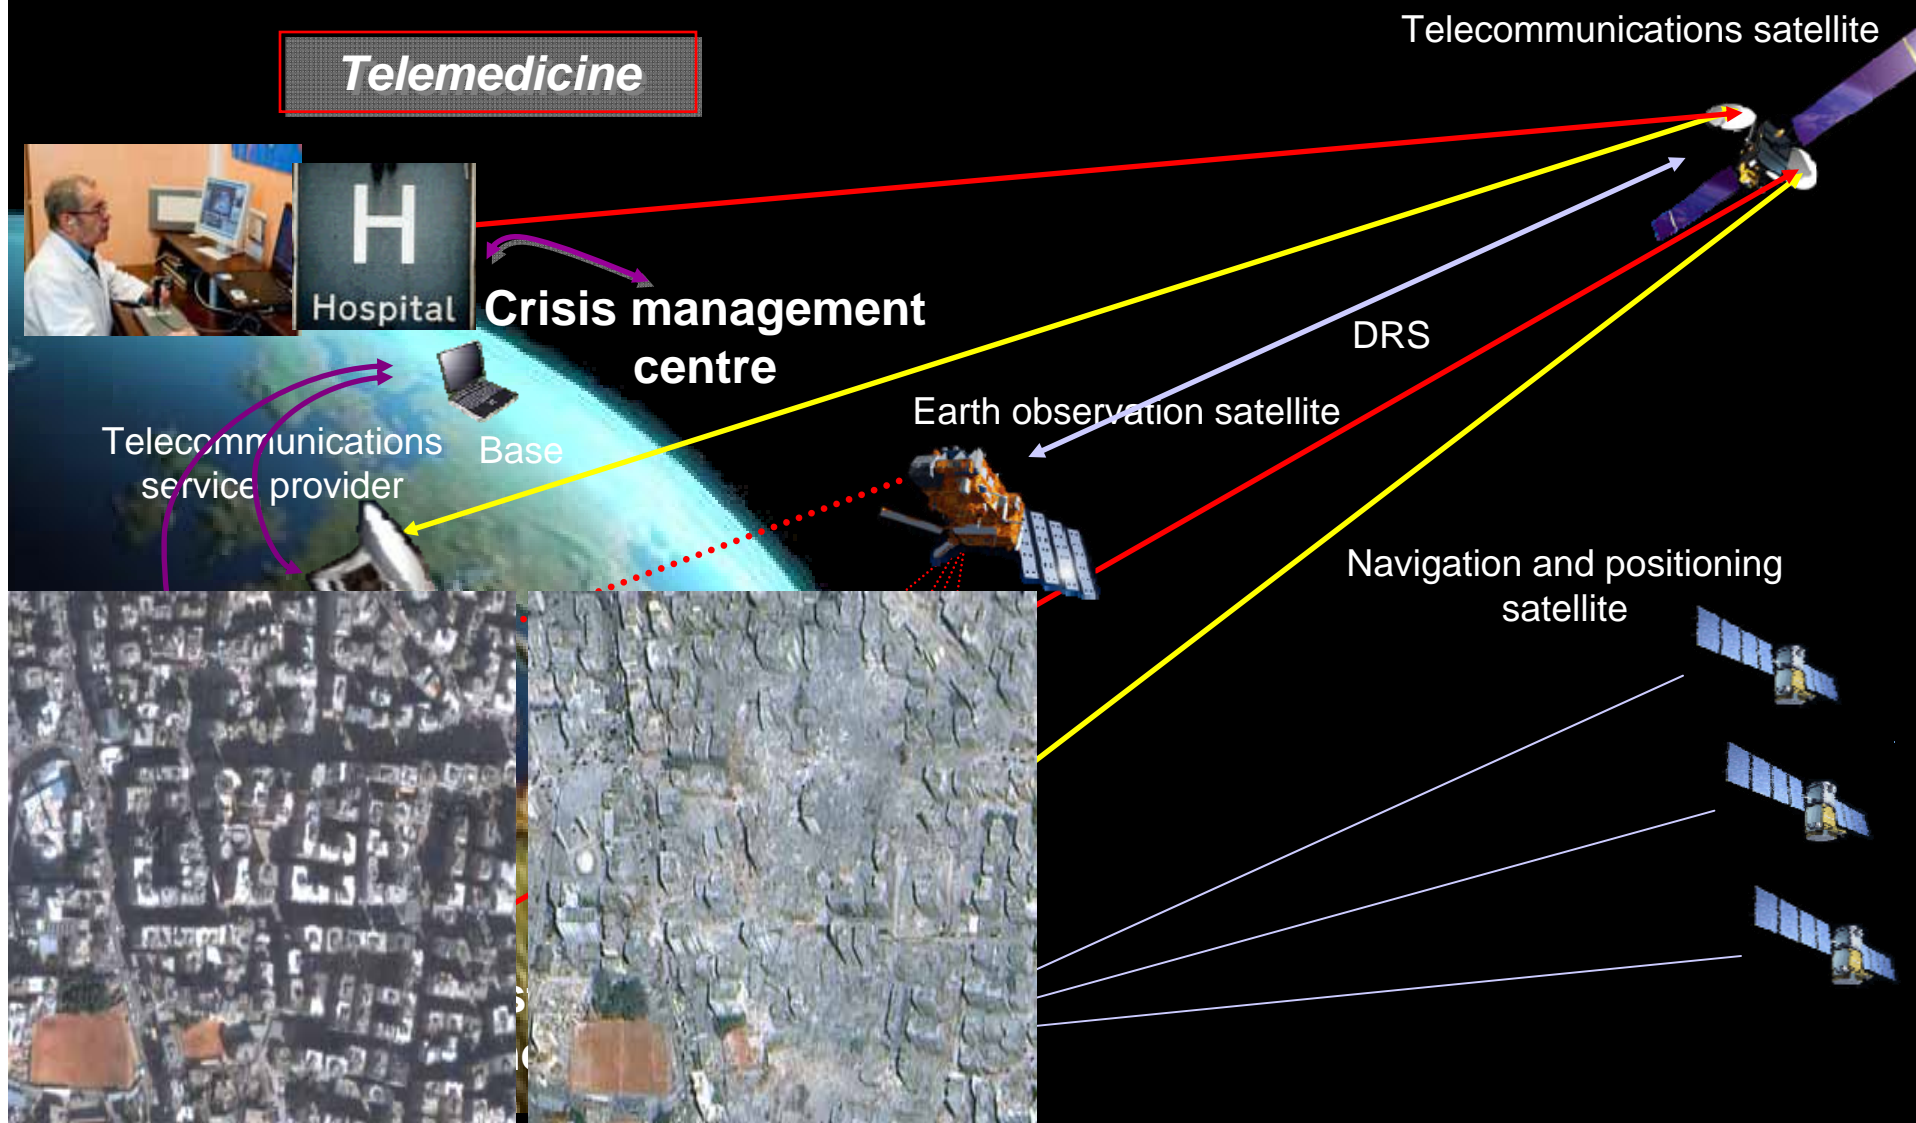 Telecommunications satellite
Telemedicine
H
Hospital
Crisis management
centre
DRS
Earth observation satellite
Telecommunications
service provider
Base
Navigation and positioning
satellite